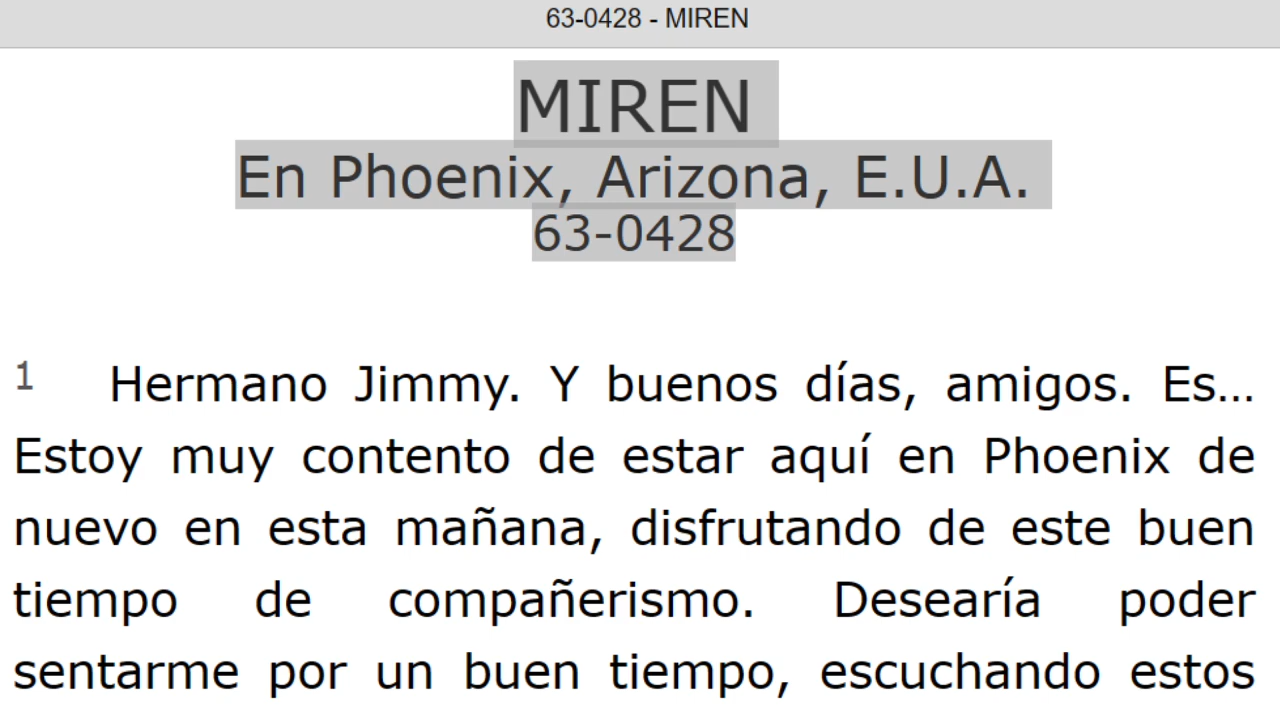 63-0428 - MIREN
MIREN
En Phoenix, Arizona, E.U.A.
63-0428
1 Hermano Jimmy. Y buenos días, amigos. Es…
Estoy muy contento de estar aquí en Phoenix de
nuevo en esta mañana, disfrutando de este buen
tiempo de compañerismo. Desearía poder
sentarme por un buen tiempo, escuchando estos